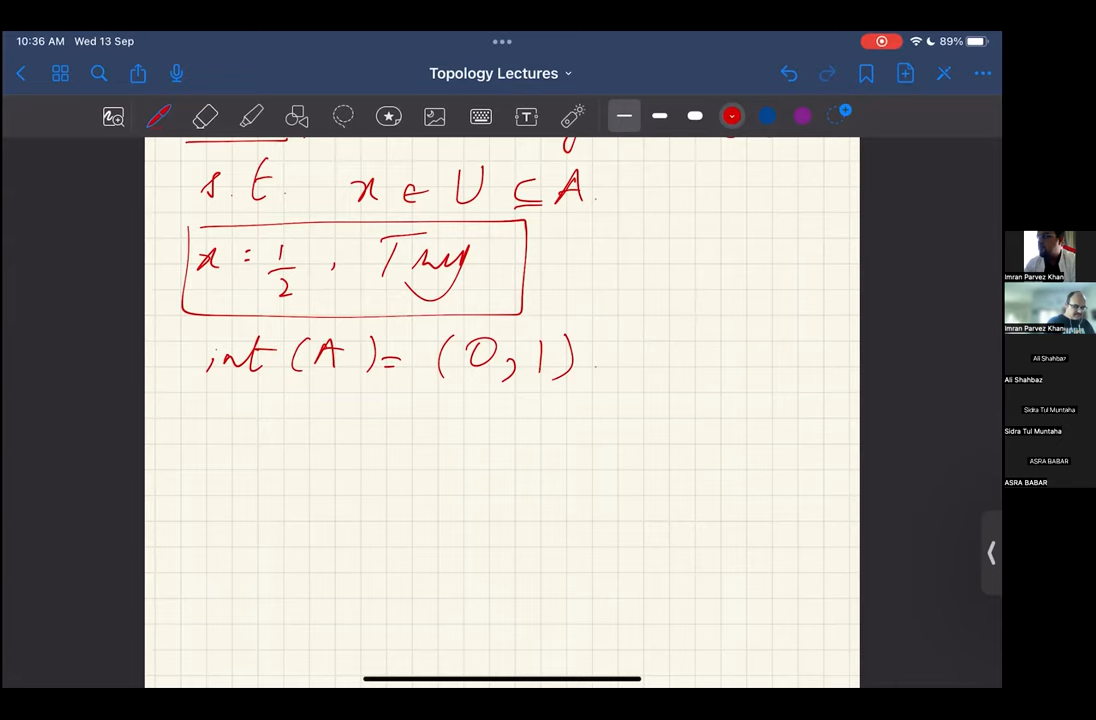 10:36 AM Wed 13 Sep
89%
Topology Lectures
s.t. x ∈ U ⊆ A.
x = 1/2, Try
int (A) = (0, 1).
Imran Parvez Khan
Imran Parvez Khan
Ali Shahbaz
Ali Shahbaz
Sidra Tul Muntaha
Sidra Tul Muntaha
ASRA BABAR
ASRA BABAR